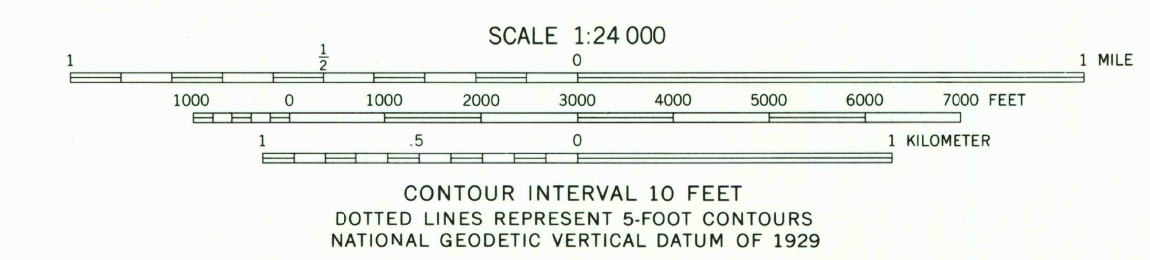 SCALE 1:24 000
1 1/2 0 1 MILE
1000 0 1000 2000 3000 4000 5000 6000 7000 FEET
1 .5 0 1 KILOMETER
CONTOUR INTERVAL 10 FEET
DOTTED LINES REPRESENT 5-FOOT CONTOURS
NATIONAL GEODETIC VERTICAL DATUM OF 1929